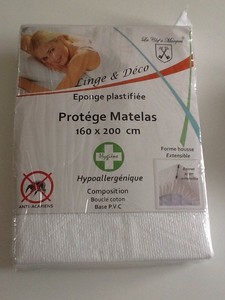 Linge & Déco
Eponge plastifiée
Protége Matelas
160 x 200 cm
Hygiène
Forme housse
Extensible
Hypoallergénique
Composition
Boucle coton
Base P.V.C
ANTI-ACARIENS